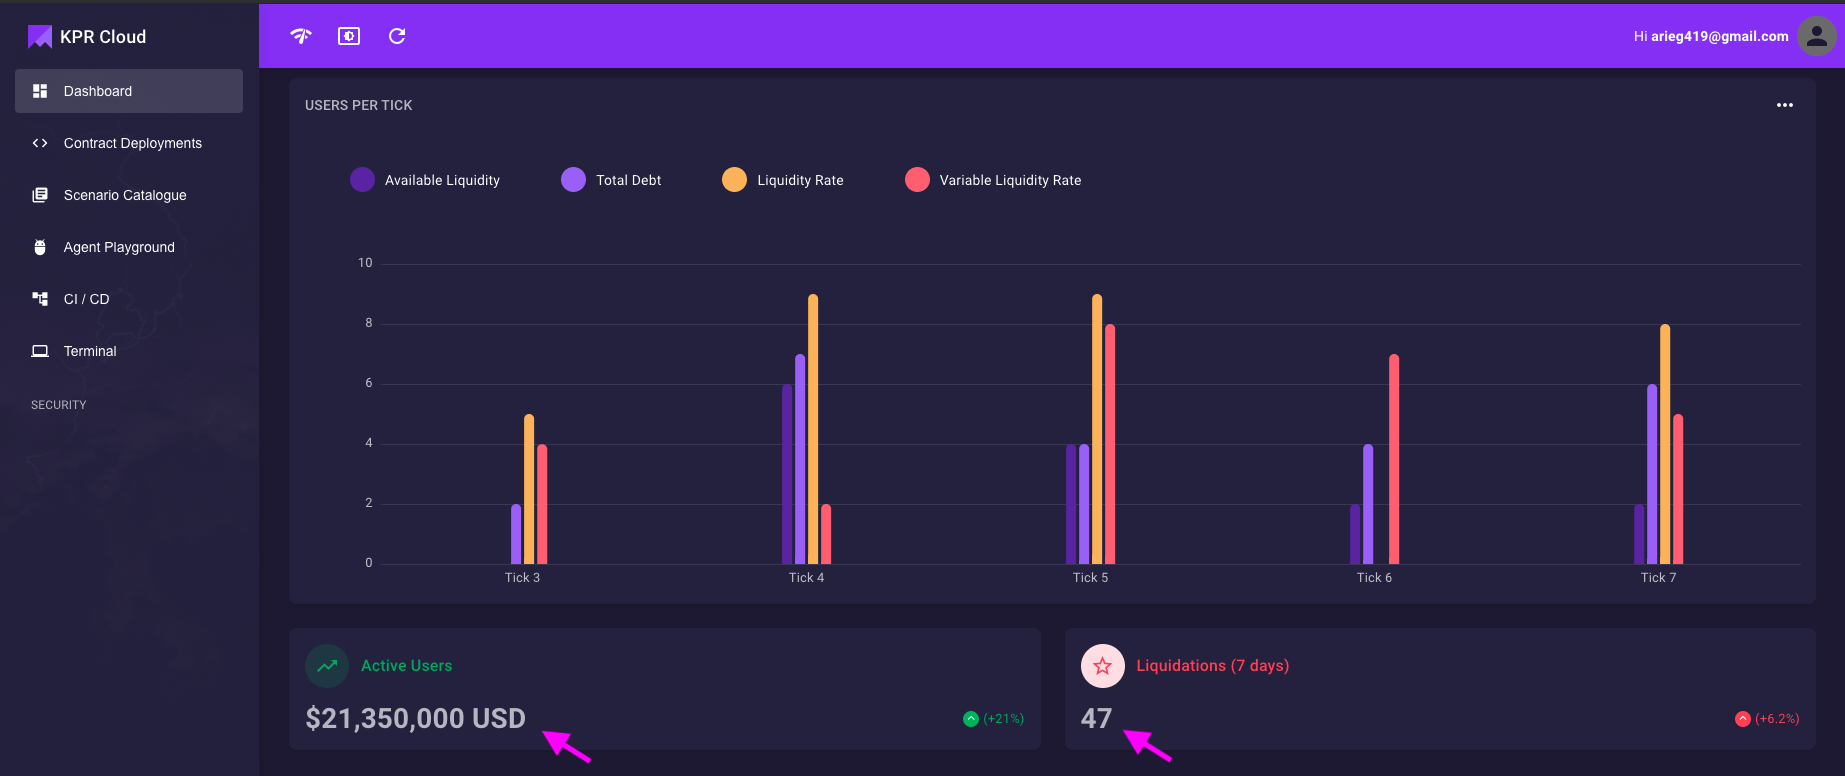 KPR Cloud
Hi arieg419@gmail.com
Dashboard
Contract Deployments
Scenario Catalogue
Agent Playground
CI / CD
Terminal
SECURITY
USERS PER TICK
Available Liquidity
Total Debt
Liquidity Rate
Variable Liquidity Rate
10
8
6
4
2
0
Tick 3
Tick 4
Tick 5
Tick 6
Tick 7
Active Users
$21,350,000 USD
(+21%)
Liquidations (7 days)
47
(+6.2%)